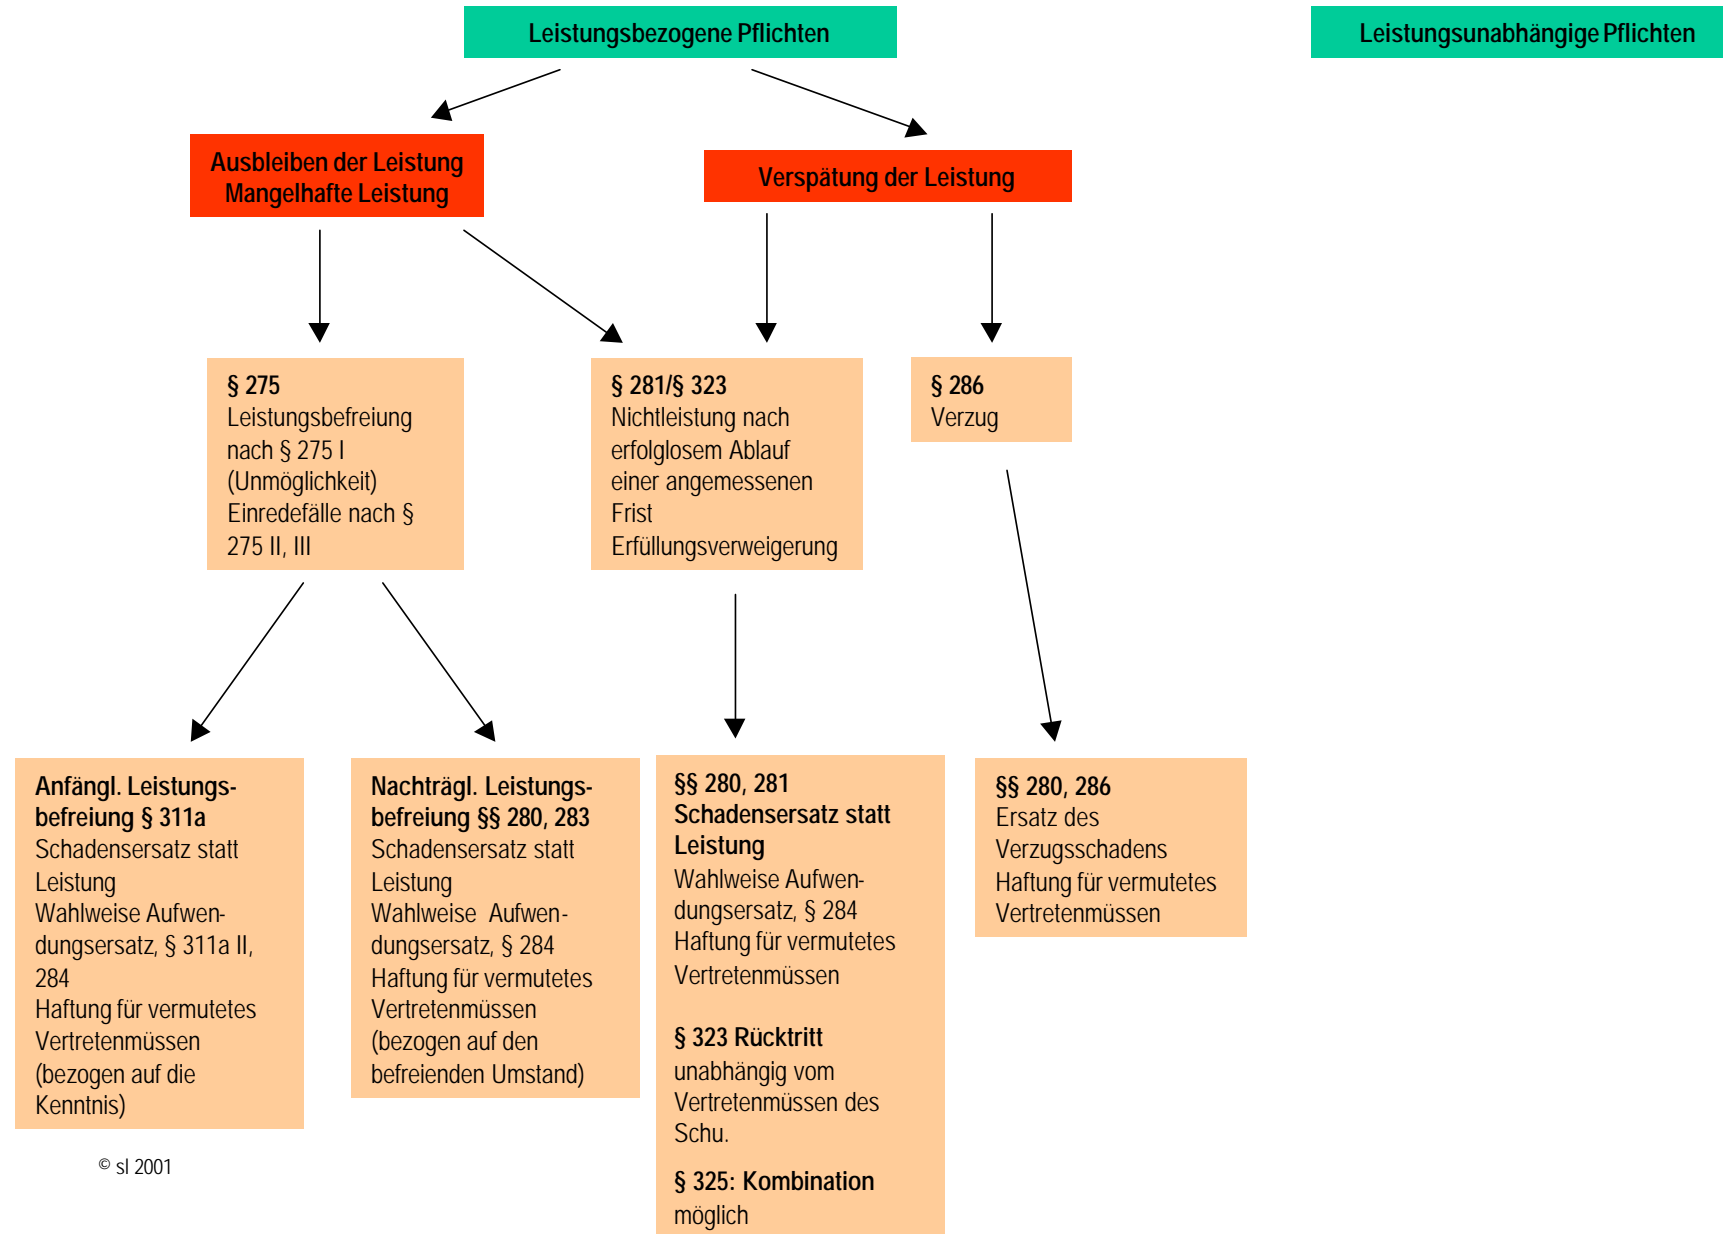 Leistungsbezogene Pflichten
Leistungsunabhängige Pflichten
Ausbleiben der Leistung
Mangelhafte Leistung
Verspätung der Leistung
§ 275
Leistungsbefreiung
nach § 275 I
(Unmöglichkeit)
Einredefälle nach §
275 II, III
§ 281/§ 323
Nichtleistung nach
erfolglosem Ablauf
einer angemessenen
Frist
Erfüllungsverweigerung
§ 286
Verzug
Anfängl. Leistungs-
befreiung § 311a
Schadensersatz statt
Leistung
Wahlweise Aufwen-
dungsersatz, § 311a II,
284
Haftung für vermutetes
Vertretenmüssen
(bezogen auf die
Kenntnis)
Nachträgl. Leistungs-
befreiung §§ 280, 283
Schadensersatz statt
Leistung
Wahlweise Aufwen-
dungsersatz, § 284
Haftung für vermutetes
Vertretenmüssen
(bezogen auf den
befreienden Umstand)
§§ 280, 281
Schadensersatz statt
Leistung
Wahlweise Aufwen-
dungsersatz, § 284
Haftung für vermutetes
Vertretenmüssen
§ 323 Rücktritt
unabhängig vom
Vertretenmüssen des
Schu.
§ 325: Kombination
möglich
§§ 280, 286
Ersatz des
Verzugsschadens
Haftung für vermutetes
Vertretenmüssen
© sl 2001